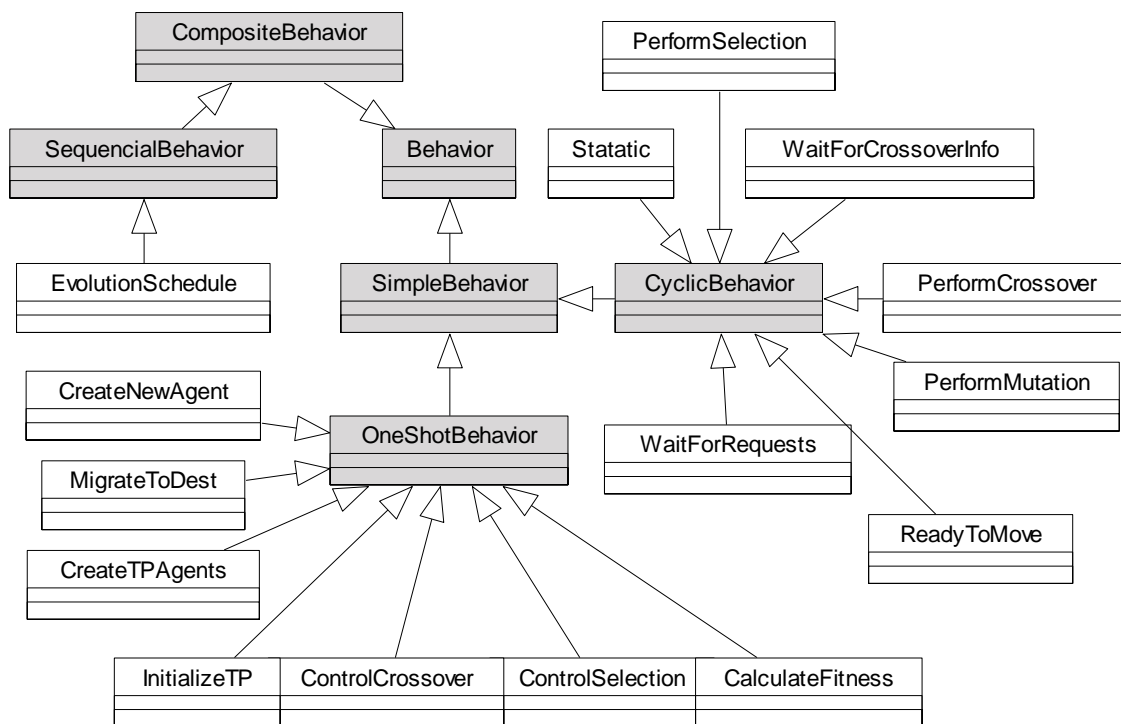 CompositeBehavior
PerformSelection
SequencialBehavior
Behavior
Statatic
WaitForCrossoverInfo
EvolutionSchedule
SimpleBehavior
CyclicBehavior
PerformCrossover
CreateNewAgent
PerformMutation
OneShotBehavior
WaitForRequests
MigrateToDest
ReadyToMove
CreateTPAgents
InitializeTP
ControlCrossover
ControlSelection
CalculateFitness